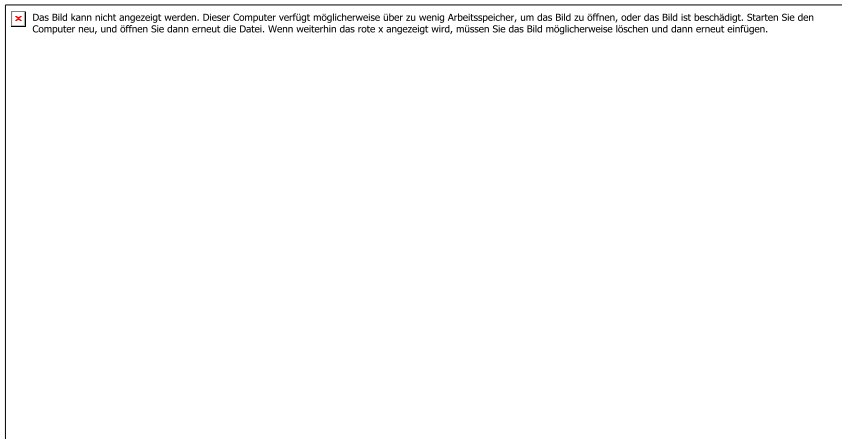 Das Bild kann nicht angezeigt werden. Dieser Computer verfügt möglicherweise über zu wenig Arbeitsspeicher, um das Bild zu öffnen, oder das Bild ist beschädigt. Starten Sie den
Computer neu, und öffnen Sie dann erneut die Datei. Wenn weiterhin das rote x angezeigt wird, müssen Sie das Bild möglicherweise löschen und dann erneut einfügen.